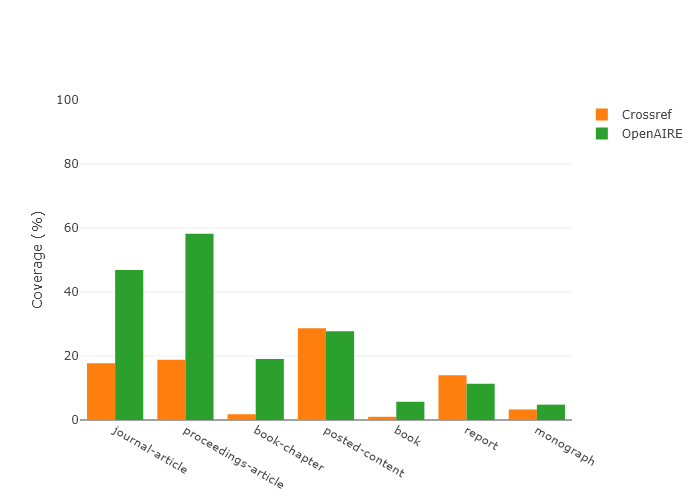 100
80
60
40
20
0
Coverage (%)
journal-article
proceedings-article
book-chapter
posted-content
book
report
monograph
Crossref
OpenAIRE